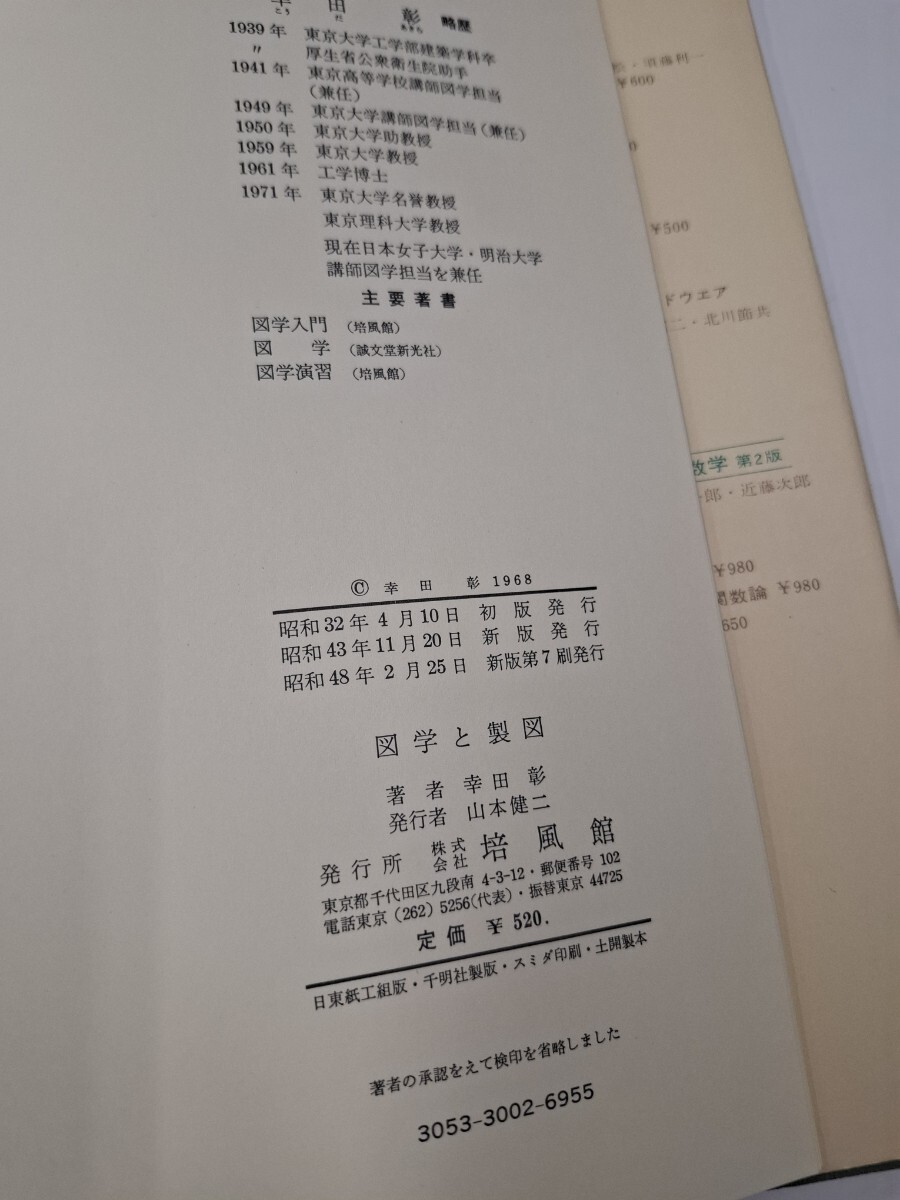 田 彰 略歴
こう だ あきら
1939年 東京大学工学部建築学科卒
〃 厚生省公衆衛生院助手
1941年 東京高等学校講師図学担当
(兼任)
1949年 東京大学講師図学担当(兼任)
1950年 東京大学助教授
1959年 東京大学教授
1961年 工学博士
1971年 東京大学名誉教授
東京理科大学教授
現在日本女子大学・明治大学
講師図学担当を兼任
主要著書
図学入門 (培風館)
図 学 (誠文堂新光社)
図学演習 (培風館)
© 幸田 彰 1968
昭和32年 4月10日 初版発行
昭和43年11月20日 新版発行
昭和48年 2月25日 新版第7刷発行
図学と製図
著者 幸田 彰
発行者 山本健二
発行所 株式会社 培風館
東京都千代田区九段南 4-3-12・郵便番号 102
電話東京 (262) 5256(代表)・振替東京 44725
定価 ¥520.
日東紙工組版・千明社製版・スミダ印刷・土開製本
著者の承認をえて検印を省略しました
3053-3002-6955
・須藤利一
¥600
¥500
ドウエア
二・北川節共
数学 第2版
郎・近藤次郎
¥980
関数論 ¥980
650